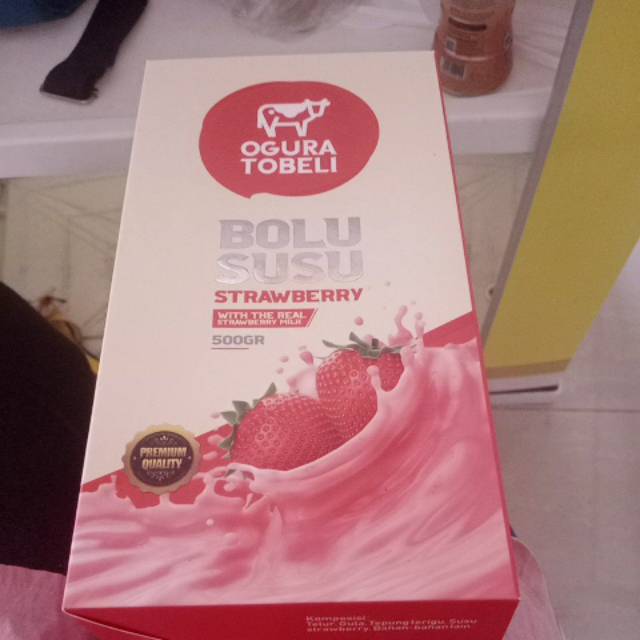 OGURA
TOBELI
BOLU
SUSU
STRAWBERRY
WITH THE REAL
STRAWBERRY MILK
500GR
PREMIUM
QUALITY
Komposisi
Telur, Gula, Tepung terigu, Susu
strawberry, Bahan-bahan lain.